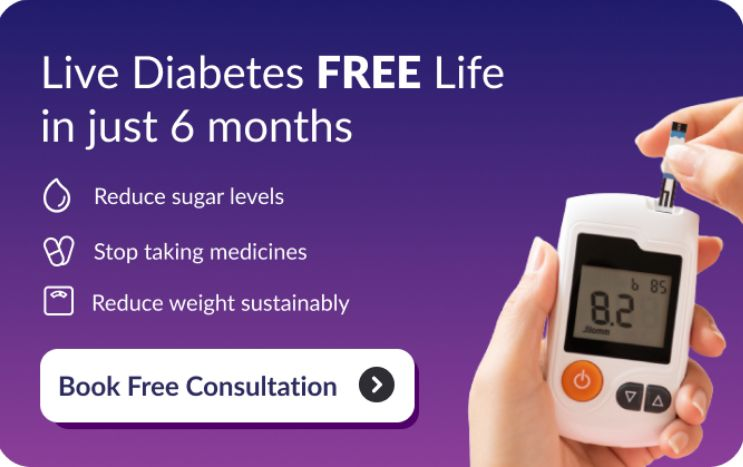 Live Diabetes FREE Life
in just 6 months
Reduce sugar levels
Stop taking medicines
Reduce weight sustainably
Book Free Consultation
8.2